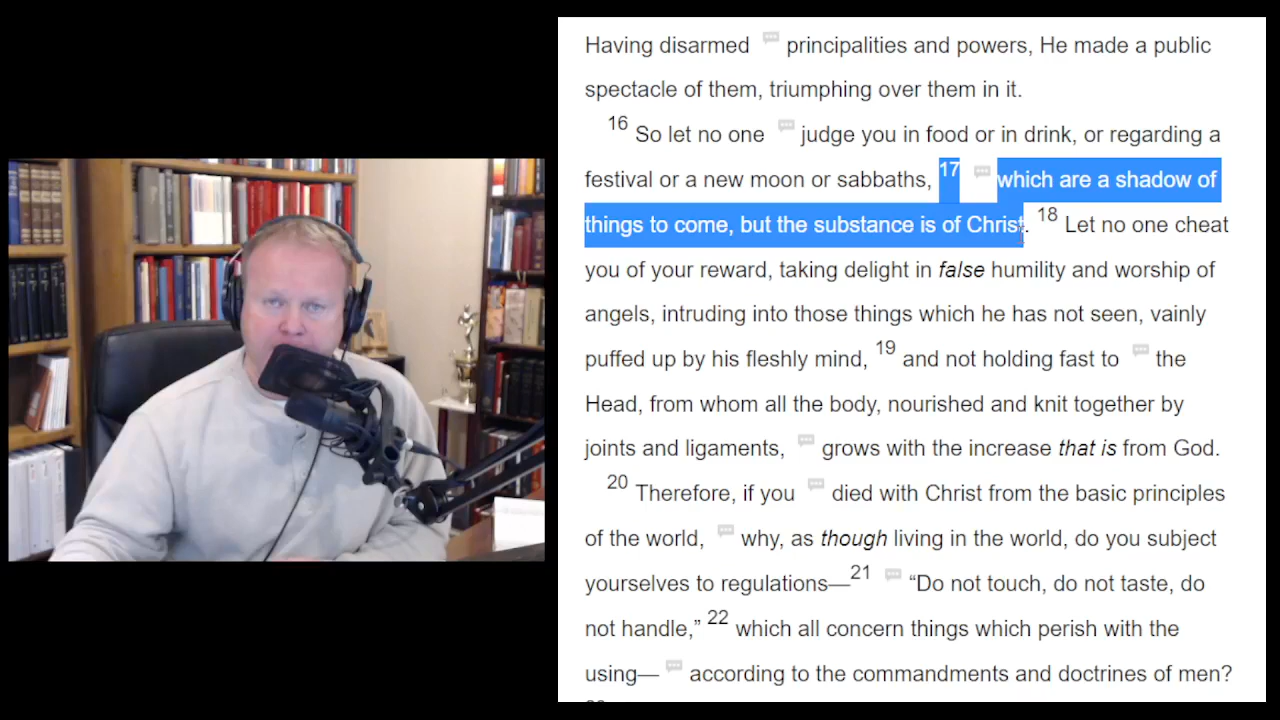 Having disarmed principalities and powers, He made a public
spectacle of them, triumphing over them in it.
16 So let no one judge you in food or in drink, or regarding a
festival or a new moon or sabbaths, 17 which are a shadow of
things to come, but the substance is of Christ. 18 Let no one cheat
you of your reward, taking delight in false humility and worship of
angels, intruding into those things which he has not seen, vainly
puffed up by his fleshly mind, 19 and not holding fast to the
Head, from whom all the body, nourished and knit together by
joints and ligaments, grows with the increase that is from God.
20 Therefore, if you died with Christ from the basic principles
of the world, why, as though living in the world, do you subject
yourselves to regulations—21 “Do not touch, do not taste, do
not handle,” 22 which all concern things which perish with the
using— according to the commandments and doctrines of men?